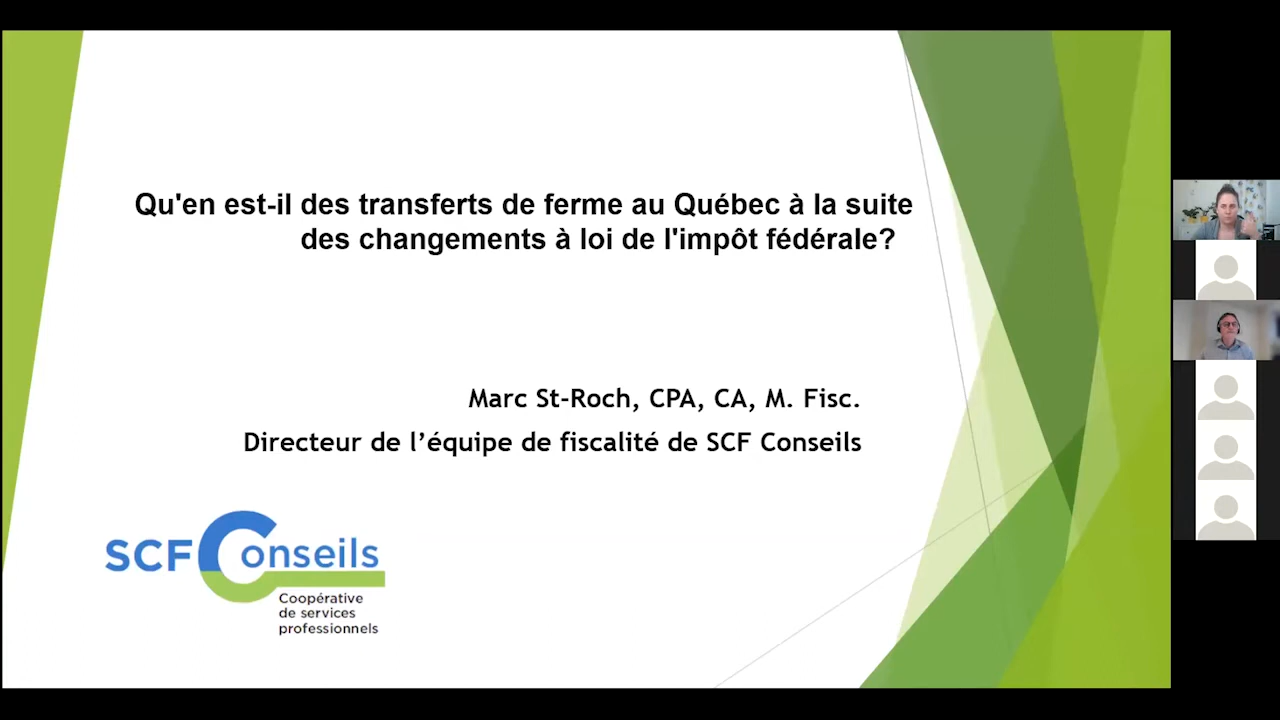 Qu'en est-il des transferts de ferme au Québec à la suite
des changements à loi de l'impôt fédérale?
Marc St-Roch, CPA, CA, M. Fisc.
Directeur de l’équipe de fiscalité de SCF Conseils
SCF Conseils
Coopérative
de services
professionnels